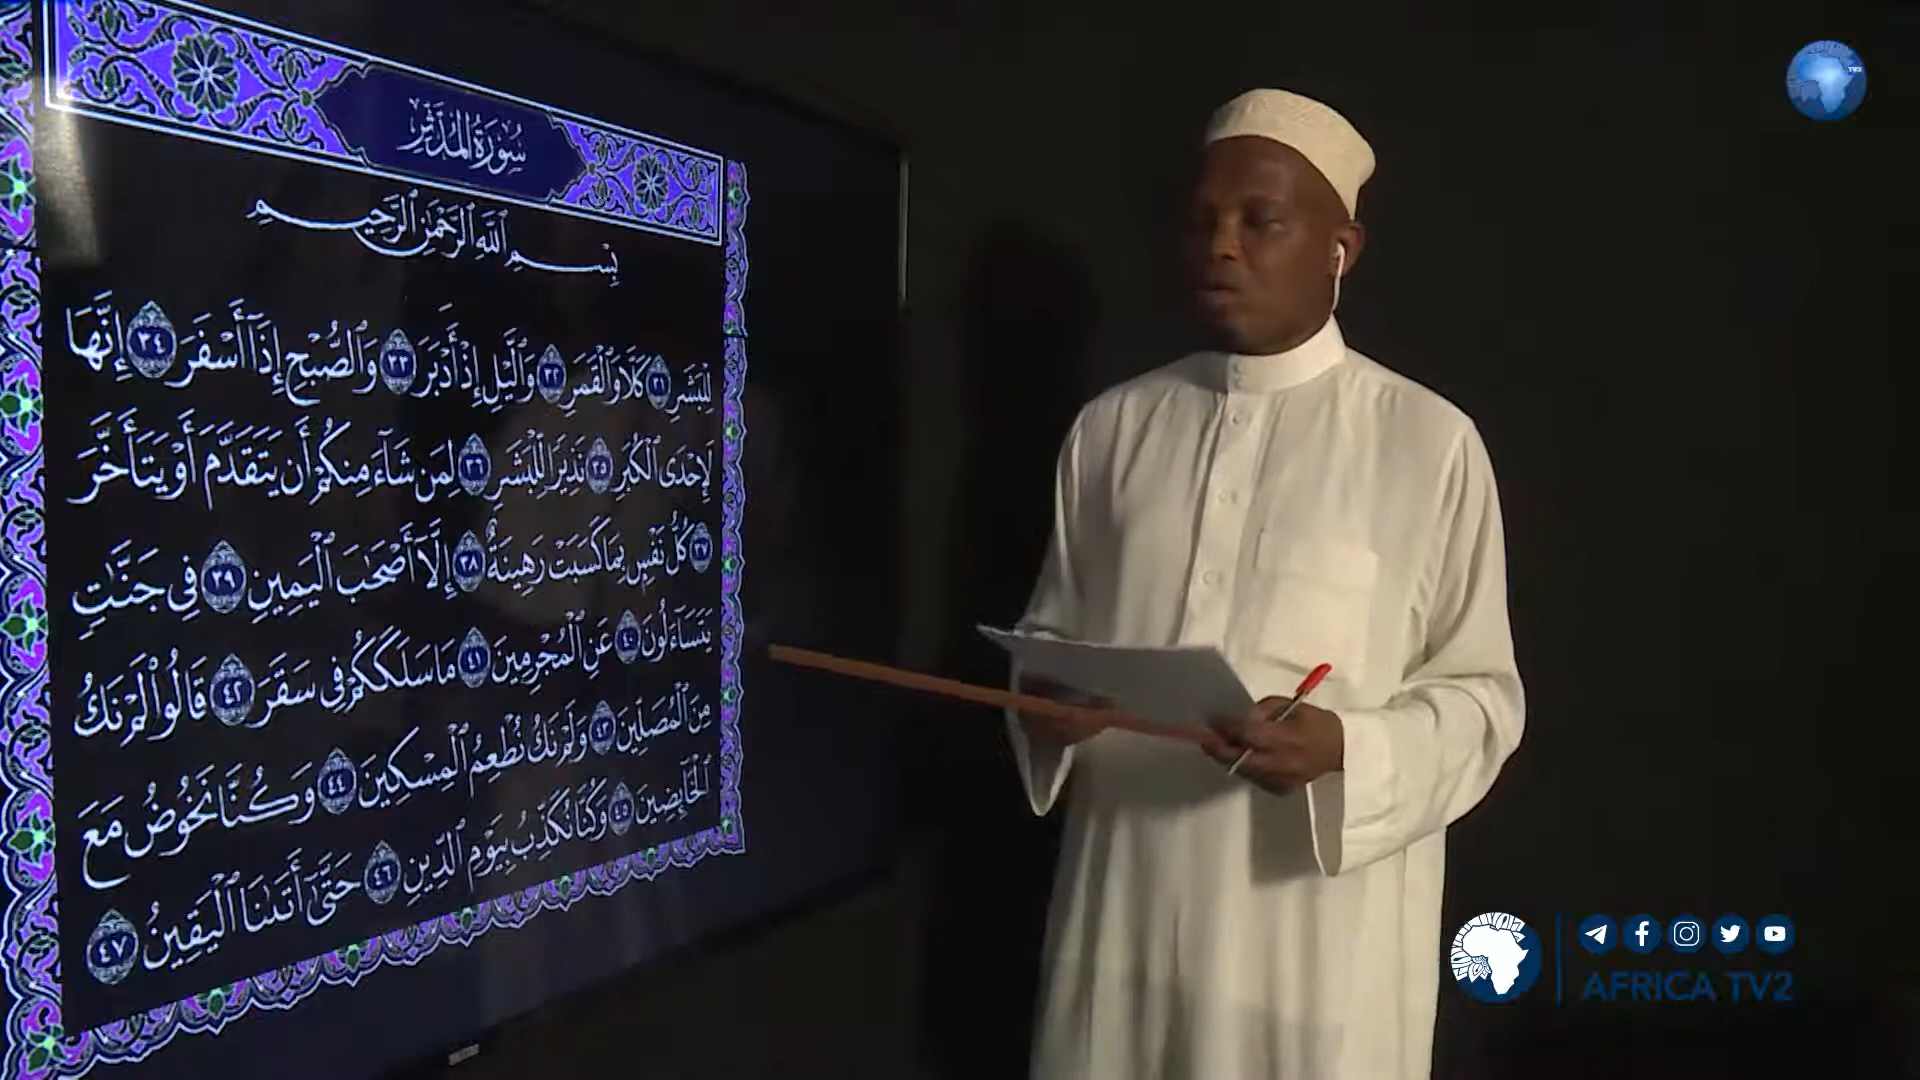 سُورَةُ الْمُدَّثِّرِ
بِسْمِ ٱللَّهِ ٱلرَّحْمَٰنِ ٱلرَّحِيمِ
لِلْبَشَرِ ٣١ كَلَّا وَٱلْقَمَرِ ٣٢ وَٱلَّيْلِ إِذْ أَدْبَرَ ٣٣ وَٱلصُّبْحِ إِذَآ أَسْفَرَ ٣٤ إِنَّهَا
لَإِحْدَى ٱلْكُبَرِ ٣٥ نَذِيرًا لِّلْبَشَرِ ٣٦ لِمَن شَآءَ مِنكُمْ أَن يَتَقَدَّمَ أَوْ يَتَأَخَّرَ
٣٧ كُلُّ نَفْسٍۭ بِمَا كَسَبَتْ رَهِينَةٌ ٣٨ إِلَّآ أَصْحَٰبَ ٱلْيَمِينِ ٣٩ فِى جَنَّٰتٍ
يَتَسَآءَلُونَ ٤٠ عَنِ ٱلْمُجْرِمِينَ ٤١ مَا سَلَكَكُمْ فِى سَقَرَ ٤٢ قَالُوا۟ لَمْ نَكُ
مِنَ ٱلْمُصَلِّينَ ٤٣ وَلَمْ نَكُ نُطْعِمُ ٱلْمِسْكِينَ ٤٤ وَكُنَّا نَخُوضُ مَعَ
ٱلْخَآئِضِينَ ٤٥ وَكُنَّا نُكَذِّبُ بِيَوْمِ ٱلدِّينِ ٤٦ حَتَّىٰٓ أَتَىٰنَا ٱلْيَقِينُ ٤٧
TV2
AFRICA TV2